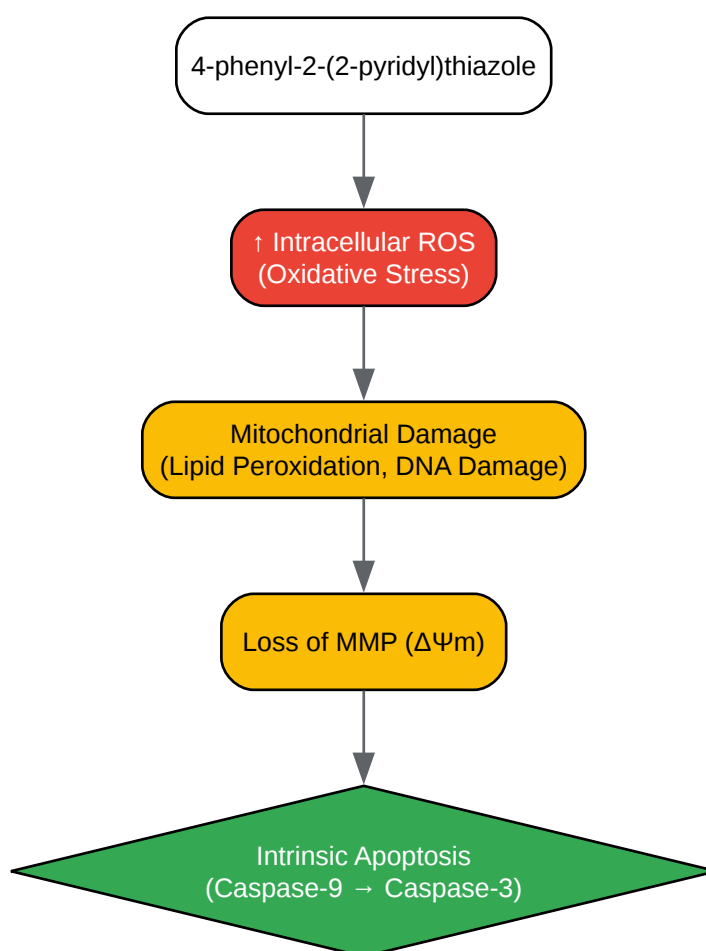 4-phenyl-2-(2-pyridyl)thiazole
↑ Intracellular ROS
(Oxidative Stress)
Mitochondrial Damage
(Lipid Peroxidation, DNA Damage)
Loss of MMP (ΔΨm)
Intrinsic Apoptosis
(Caspase-9 → Caspase-3)